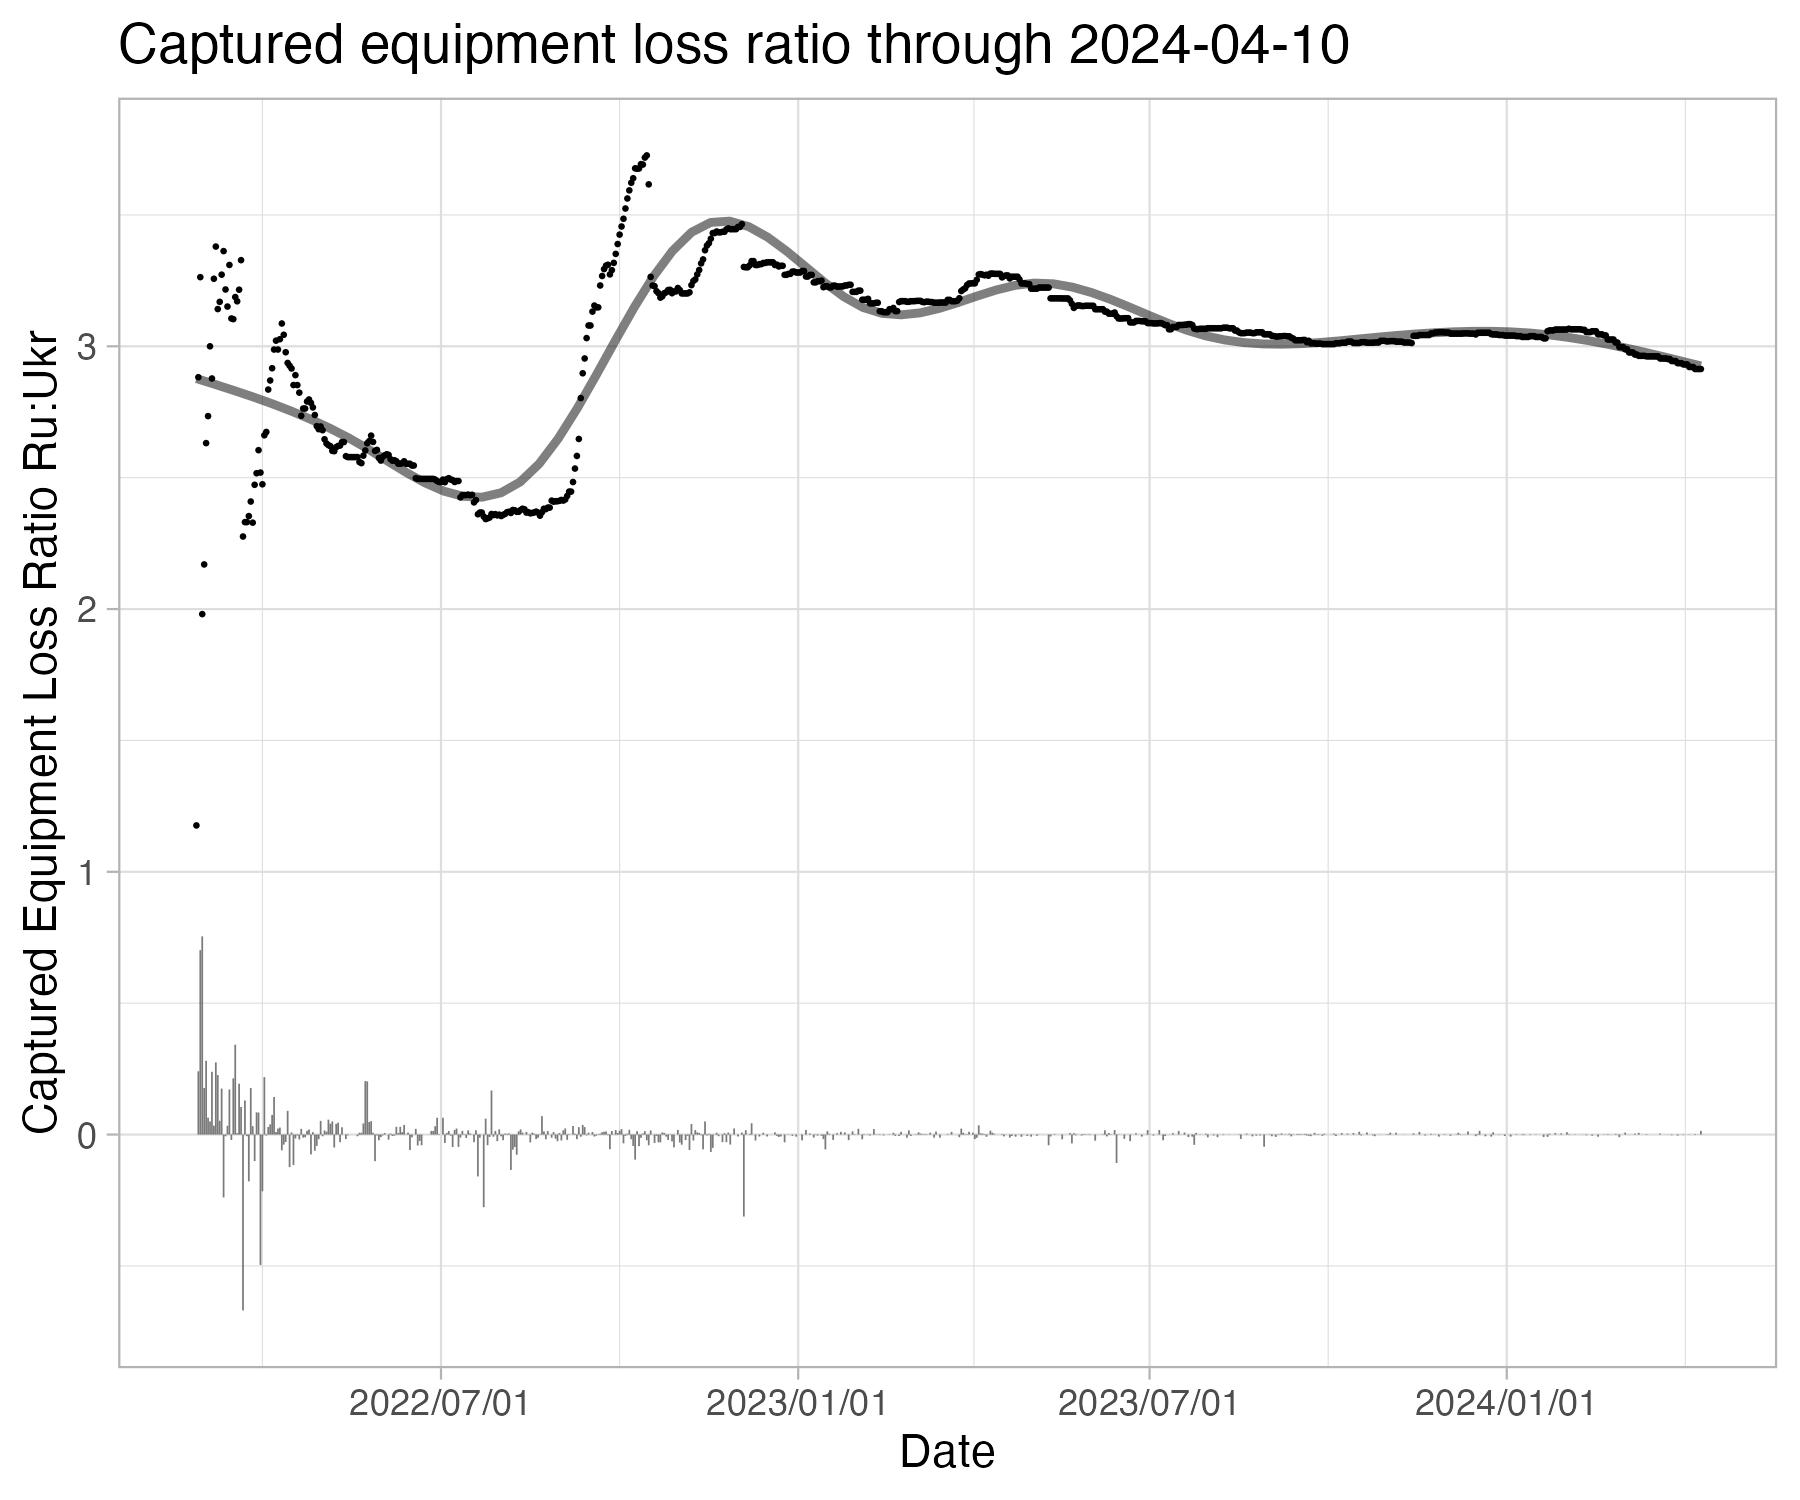 Captured equipment loss ratio through 2024-04-10
Captured Equipment Loss Ratio Ru:Ukr
3
2
1
0
2022/07/01
2023/01/01
2023/07/01
2024/01/01
Date